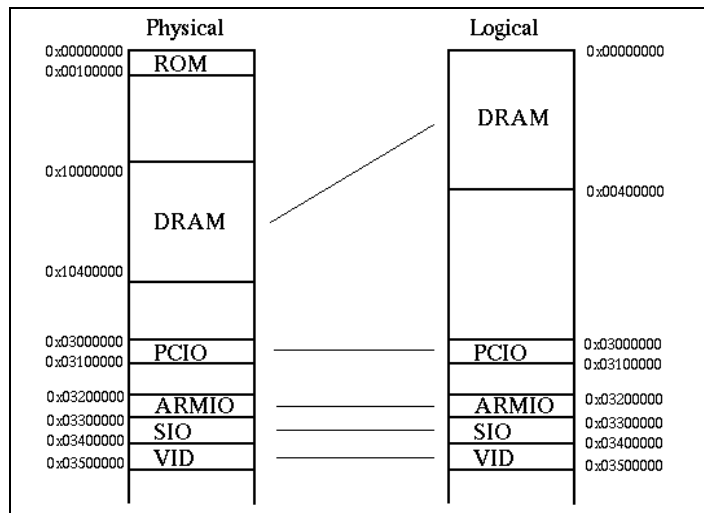 Physical
Logical
0x00000000
ROM
0x00100000
0x10000000
DRAM
0x10400000
0x03000000
PCIO
0x03100000
0x03200000
ARMIO
0x03300000
SIO
0x03400000
VID
0x03500000
0x00000000
DRAM
0x00400000
0x03000000
PCIO
0x03100000
0x03200000
ARMIO
0x03300000
SIO
0x03400000
VID
0x03500000